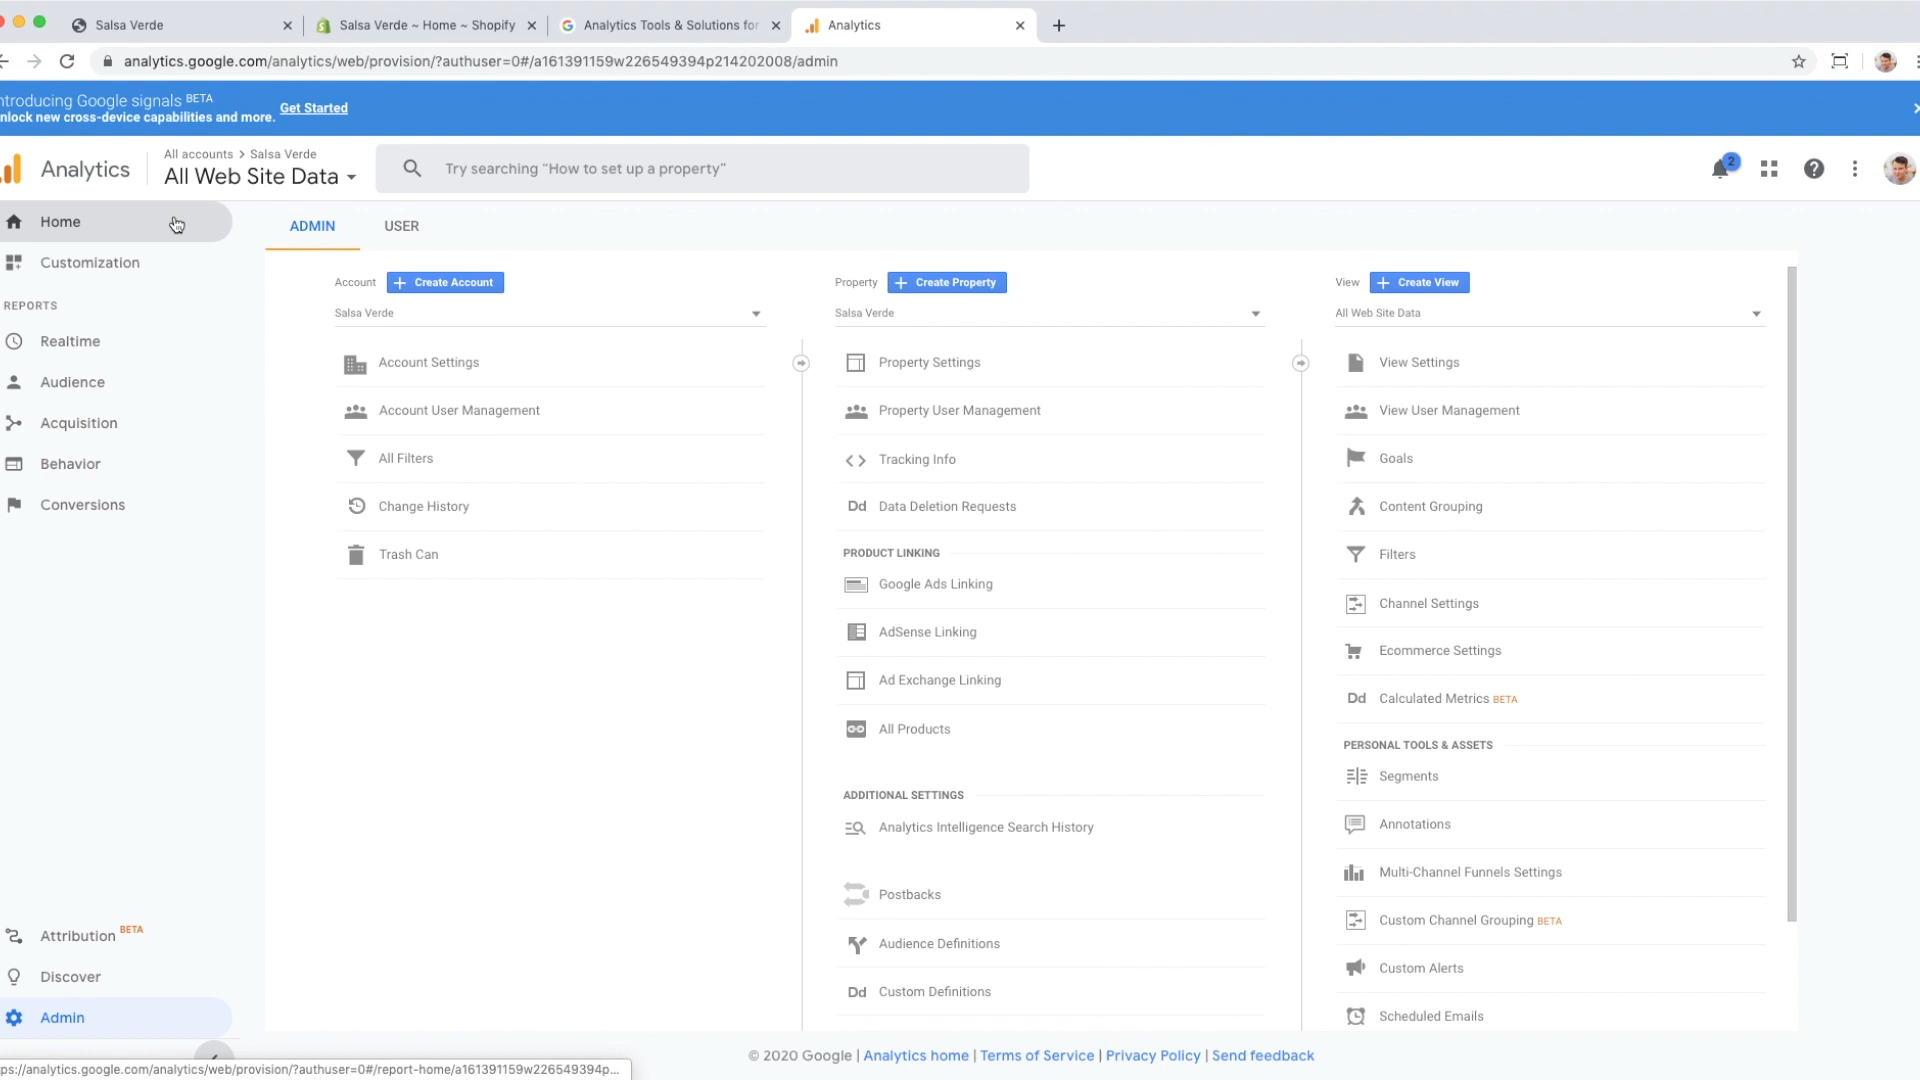 Salsa Verde
Salsa Verde ~ Home ~ Shopify
Analytics Tools & Solutions for
Analytics
analytics.google.com/analytics/web/provision/?authuser=0#/a161391159w226549394p214202008/admin
ntroducing Google signals BETA
nlock new cross-device capabilities and more.
Get Started
Analytics
All accounts > Salsa Verde
All Web Site Data
Try searching “How to set up a property”
2
Home
Customization
REPORTS
Realtime
Audience
Acquisition
Behavior
Conversions
Attribution BETA
Discover
Admin
ADMIN
USER
Account
Create Account
Salsa Verde
Account Settings
Account User Management
All Filters
Change History
Trash Can
Property
Create Property
Salsa Verde
Property Settings
Property User Management
Tracking Info
Dd Data Deletion Requests
PRODUCT LINKING
Google Ads Linking
AdSense Linking
Ad Exchange Linking
All Products
ADDITIONAL SETTINGS
Analytics Intelligence Search History
Postbacks
Audience Definitions
Dd Custom Definitions
View
Create View
All Web Site Data
View Settings
View User Management
Goals
Content Grouping
Filters
Channel Settings
Ecommerce Settings
Dd Calculated Metrics BETA
PERSONAL TOOLS & ASSETS
Segments
Annotations
Multi-Channel Funnels Settings
Custom Channel Grouping BETA
Custom Alerts
Scheduled Emails
© 2020 Google | Analytics home | Terms of Service | Privacy Policy | Send feedback
ps://analytics.google.com/analytics/web/provision/?authuser=0#/report-home/a161391159w226549394p...